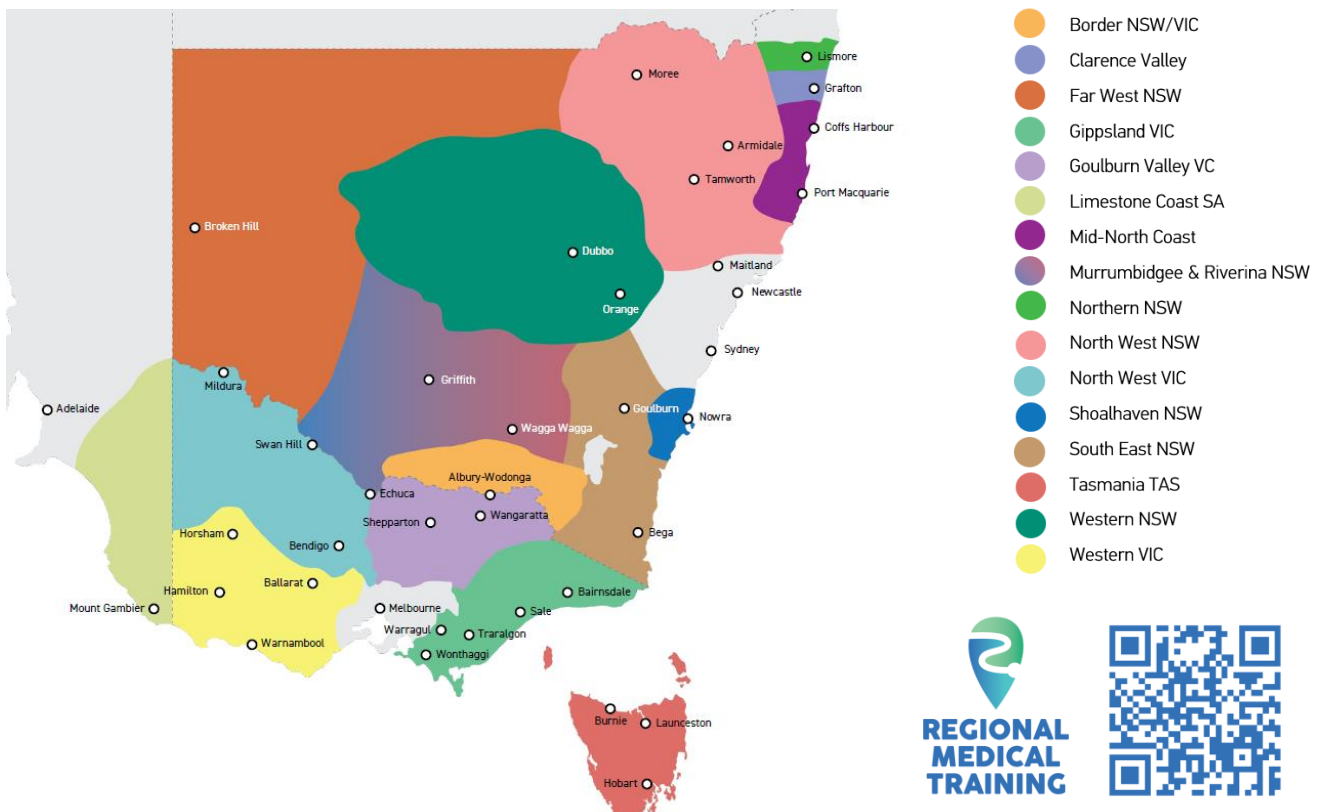 Border NSW/VIC
Clarence Valley
Far West NSW
Gippsland VIC
Goulburn Valley VC
Limestone Coast SA
Mid-North Coast
Murrumbidgee & Riverina NSW
Northern NSW
North West NSW
North West VIC
Shoalhaven NSW
South East NSW
Tasmania TAS
Western NSW
Western VIC
Lismore
Moree
Grafton
Coffs Harbour
Armidale
Tamworth
Port Macquarie
Broken Hill
Dubbo
Maitland
Newcastle
Orange
Sydney
Mildura
Griffith
Adelaide
Goulburn
Nowra
Wagga Wagga
Swan Hill
Albury-Wodonga
Echuca
Shepparton
Wangaratta
Horsham
Bendigo
Bega
Hamilton
Ballarat
Bairnsdale
Mount Gambier
Melbourne
Sale
Warragul
Traralgon
Warnambool
Wonthaggi
Burnie
Launceston
Hobart
REGIONAL
MEDICAL
TRAINING